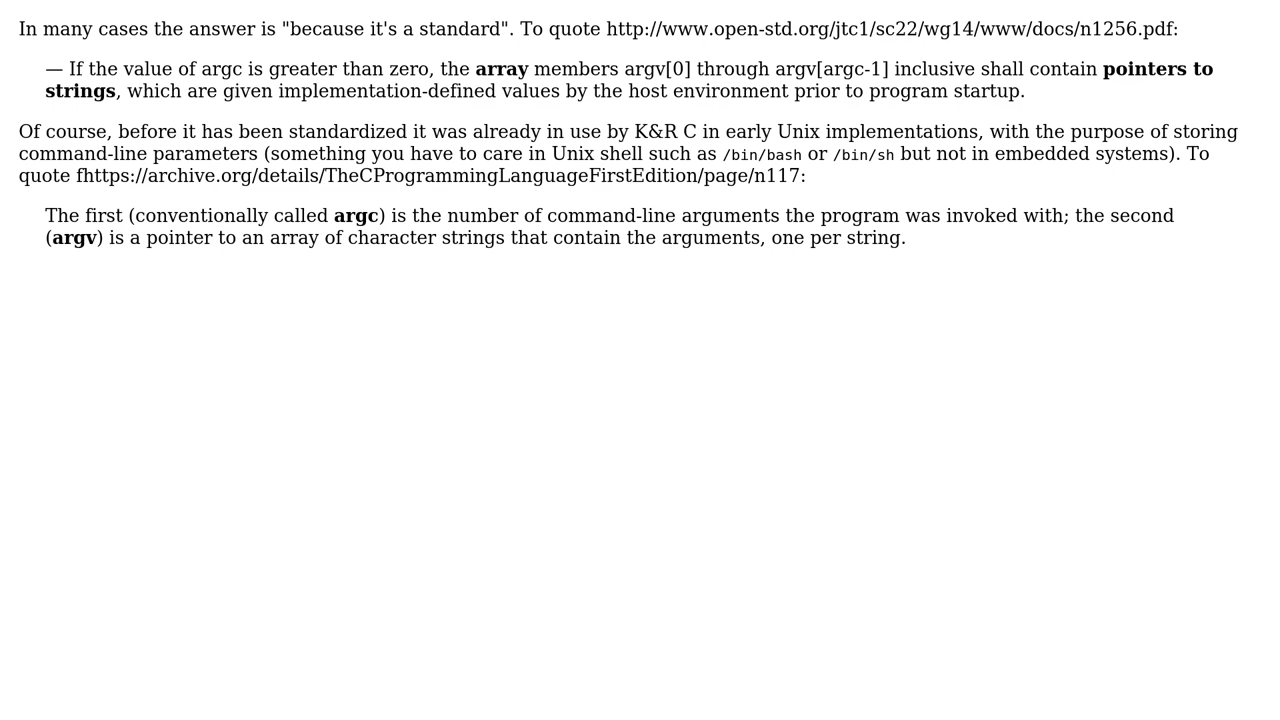 In many cases the answer is "because it's a standard". To quote http://www.open-std.org/jtc1/sc22/wg14/www/docs/n1256.pdf:
— If the value of argc is greater than zero, the array members argv[0] through argv[argc-1] inclusive shall contain pointers to
strings, which are given implementation-defined values by the host environment prior to program startup.
Of course, before it has been standardized it was already in use by K&R C in early Unix implementations, with the purpose of storing
command-line parameters (something you have to care in Unix shell such as /bin/bash or /bin/sh but not in embedded systems). To
quote fhttps://archive.org/details/TheCProgrammingLanguageFirstEdition/page/n117:
The first (conventionally called argc) is the number of command-line arguments the program was invoked with; the second
(argv) is a pointer to an array of character strings that contain the arguments, one per string.